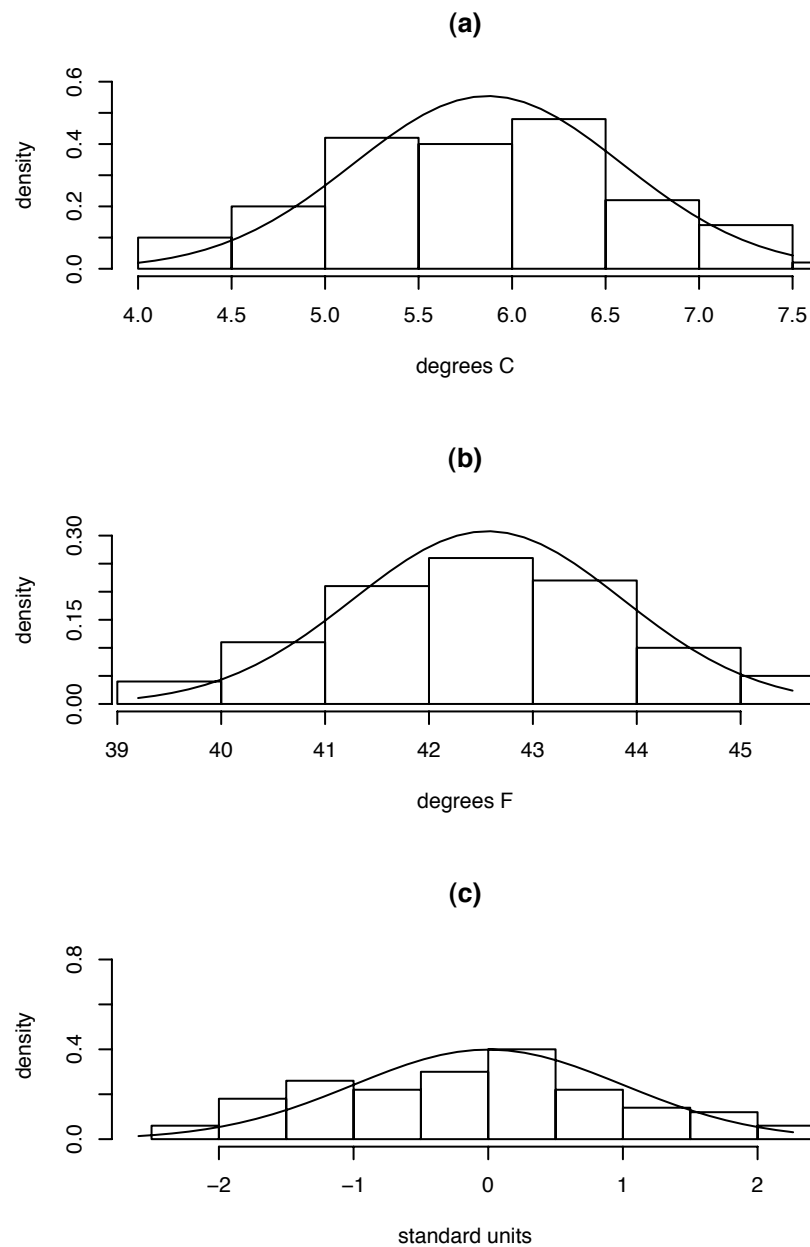 (a)
density
0.6
0.4
0.2
0.0
4.0 4.5 5.0 5.5 6.0 6.5 7.0 7.5
degrees C
(b)
density
0.30
0.15
0.00
39 40 41 42 43 44 45
degrees F
(c)
density
0.8
0.4
0.0
−2 −1 0 1 2
standard units